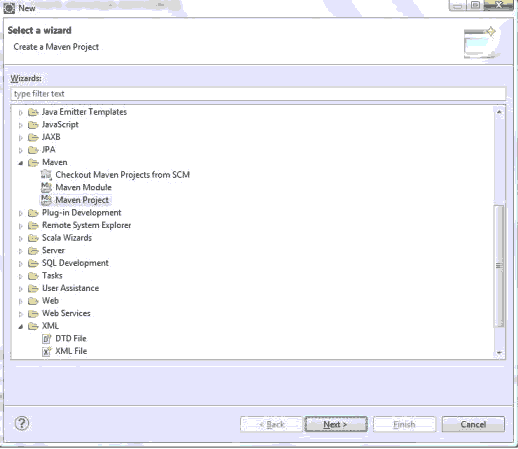 New
Select a wizard
Create a Maven Project
Wizards:
type filter text
Java Emitter Templates
JavaScript
JAXB
JPA
Maven
Checkout Maven Projects from SCM
Maven Module
Maven Project
Plug-in Development
Remote System Explorer
Scala Wizards
Server
SQL Development
Tasks
User Assistance
Web
Web Services
XML
DTD File
XML File
? < Back Next > Finish Cancel